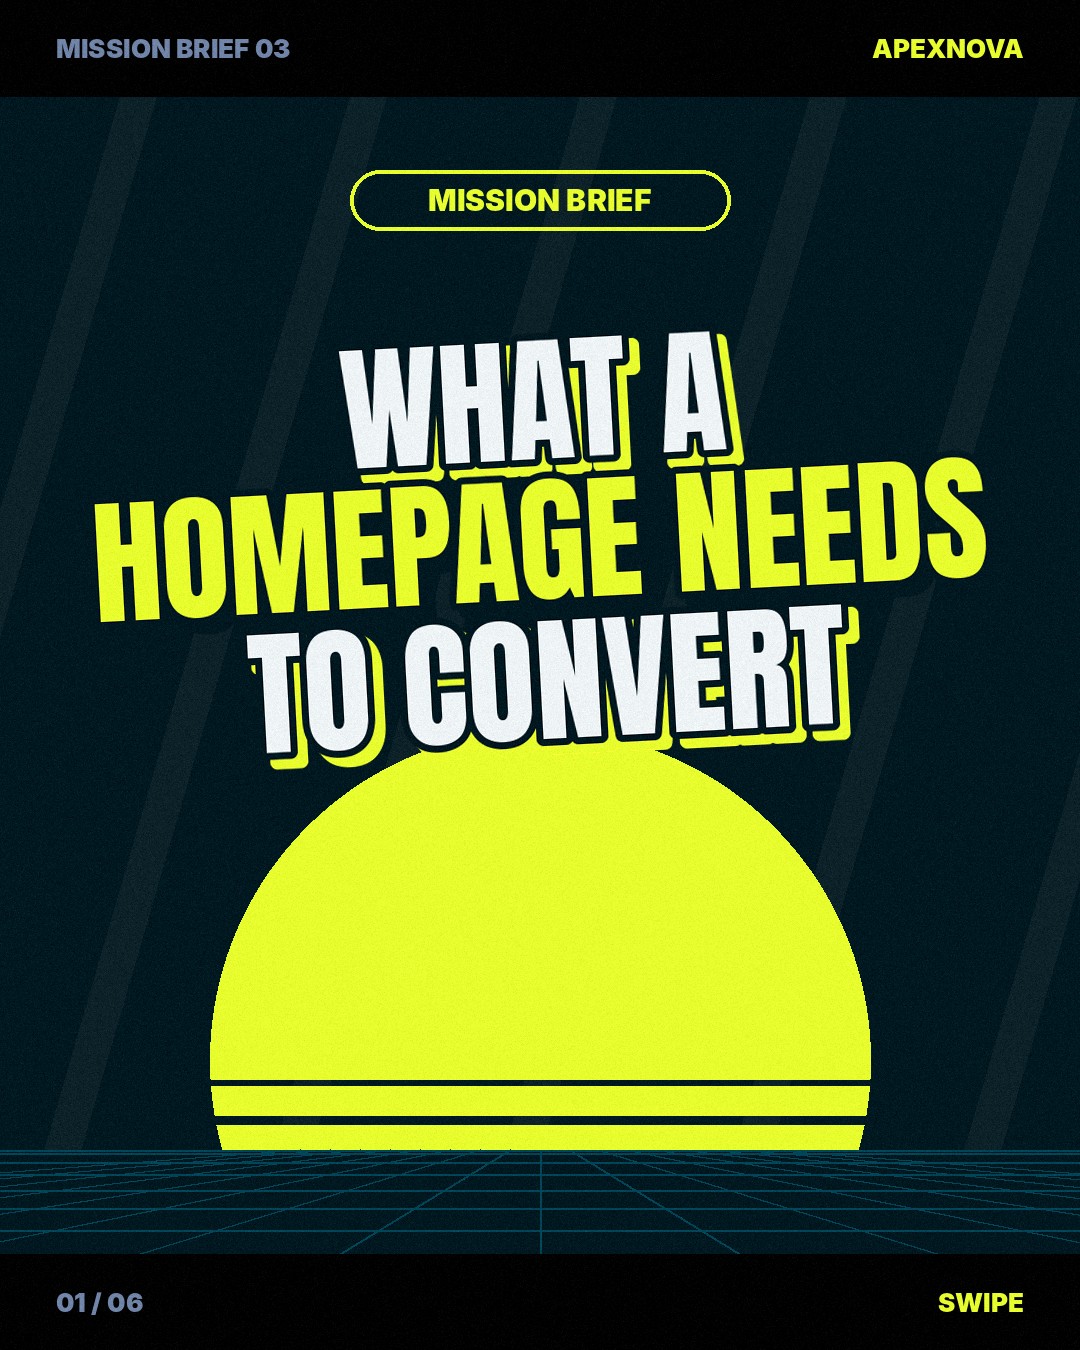 MISSION BRIEF 03
APEXNOVA
MISSION BRIEF
WHAT A
HOMEPAGE NEEDS
TO CONVERT
01 / 06
SWIPE